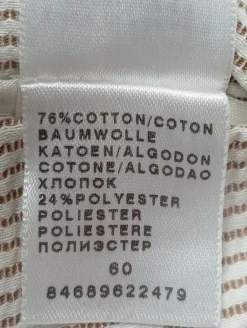 76%COTTON/COTON
BAUMWOLLE
KATOEN/ALGODON
COTONE/ALGODAO
ХЛОПОК
24%POLYESTER
POLIESTER
POLIESTERE
ПОЛИЭСТЕР
60
84689622479